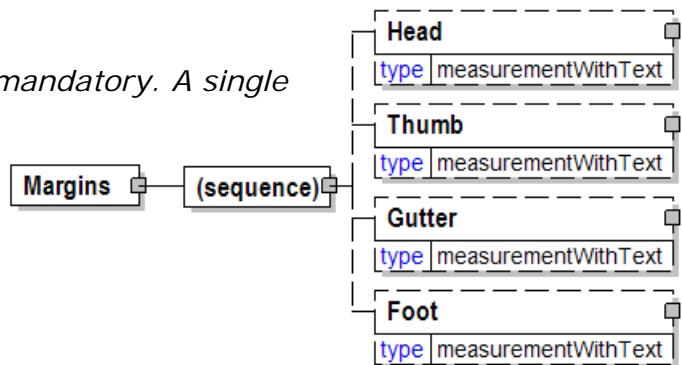 mandatory. A single
Margins
(sequence)
Head
type measurementWithText
Thumb
type measurementWithText
Gutter
type measurementWithText
Foot
type measurementWithText